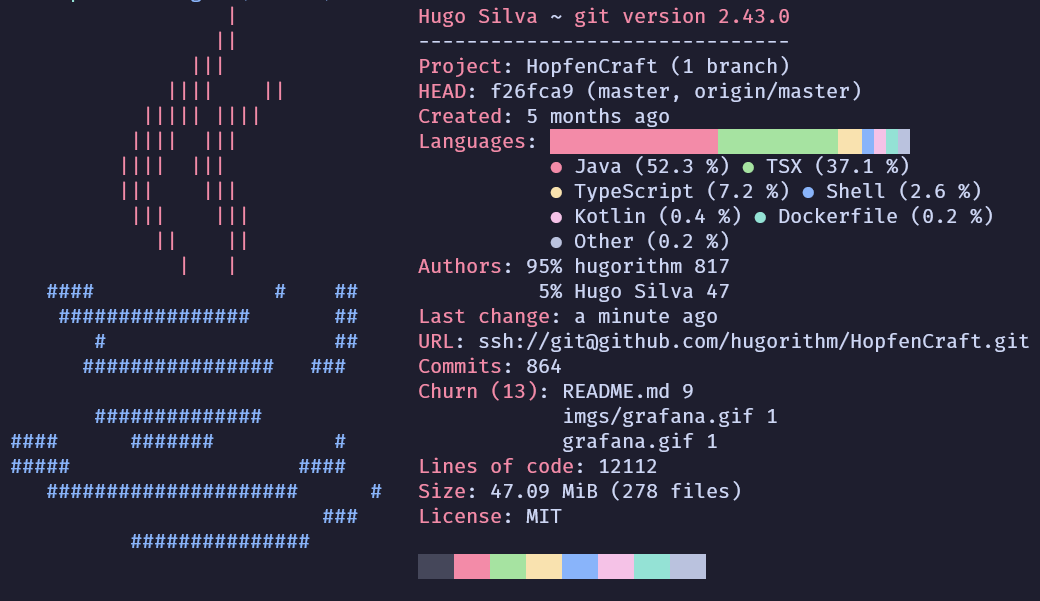 Hugo Silva ~ git version 2.43.0
-------------------------------
Project: HopfenCraft (1 branch)
HEAD: f26fca9 (master, origin/master)
Created: 5 months ago
Languages:
● Java (52.3 %) ● TSX (37.1 %)
● TypeScript (7.2 %) ● Shell (2.6 %)
● Kotlin (0.4 %) ● Dockerfile (0.2 %)
● Other (0.2 %)
Authors: 95% hugorithm 817
5% Hugo Silva 47
Last change: a minute ago
URL: ssh://git@github.com/hugorithm/HopfenCraft.git
Commits: 864
Churn (13): README.md 9
imgs/grafana.gif 1
grafana.gif 1
Lines of code: 12112
Size: 47.09 MiB (278 files)
License: MIT